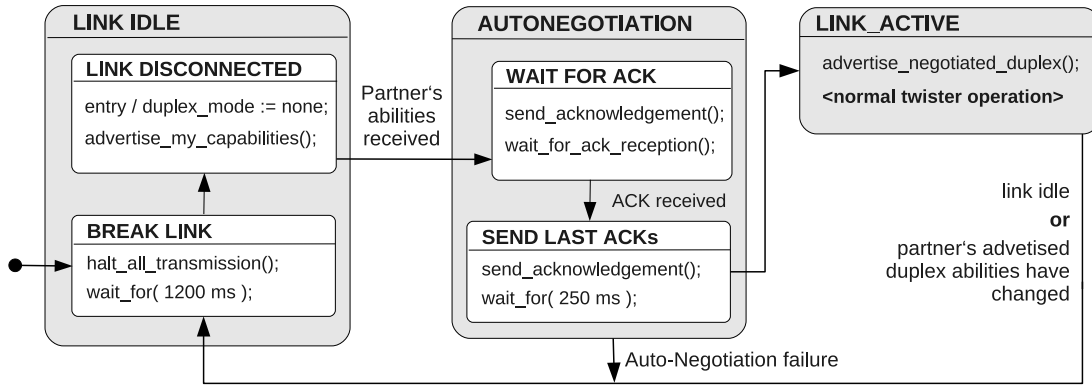 LINK IDLE
LINK DISCONNECTED
entry / duplex_mode := none;
advertise_my_capabilities();
BREAK LINK
halt_all_transmission();
wait_for( 1200 ms );
Partner‘s
abilities
received
AUTONEGOTIATION
WAIT FOR ACK
send_acknowledgement();
wait_for_ack_reception();
ACK received
SEND LAST ACKs
send_acknowledgement();
wait_for( 250 ms );
Auto-Negotiation failure
LINK_ACTIVE
advertise_negotiated_duplex();
<normal twister operation>
link idle
or
partner‘s advetised
duplex abilities have
changed